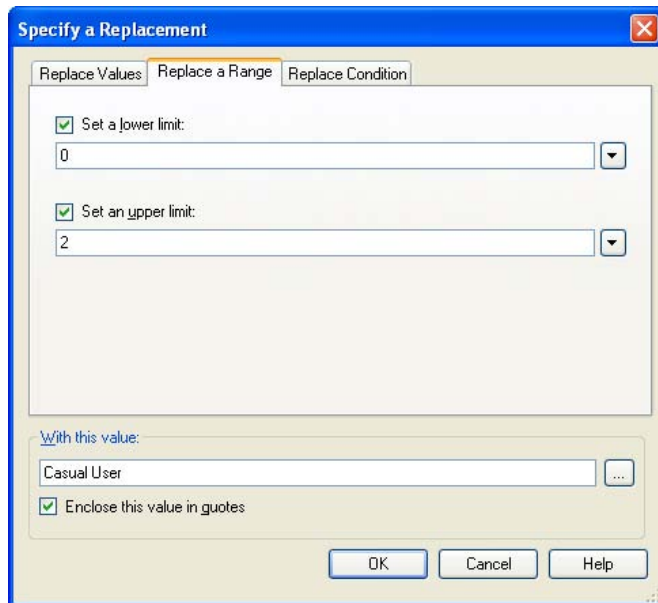 Specify a Replacement
Replace Values Replace a Range Replace Condition
Set a lower limit:
0
Set an upper limit:
2
With this value:
Casual User
...
Enclose this value in quotes
OK Cancel Help